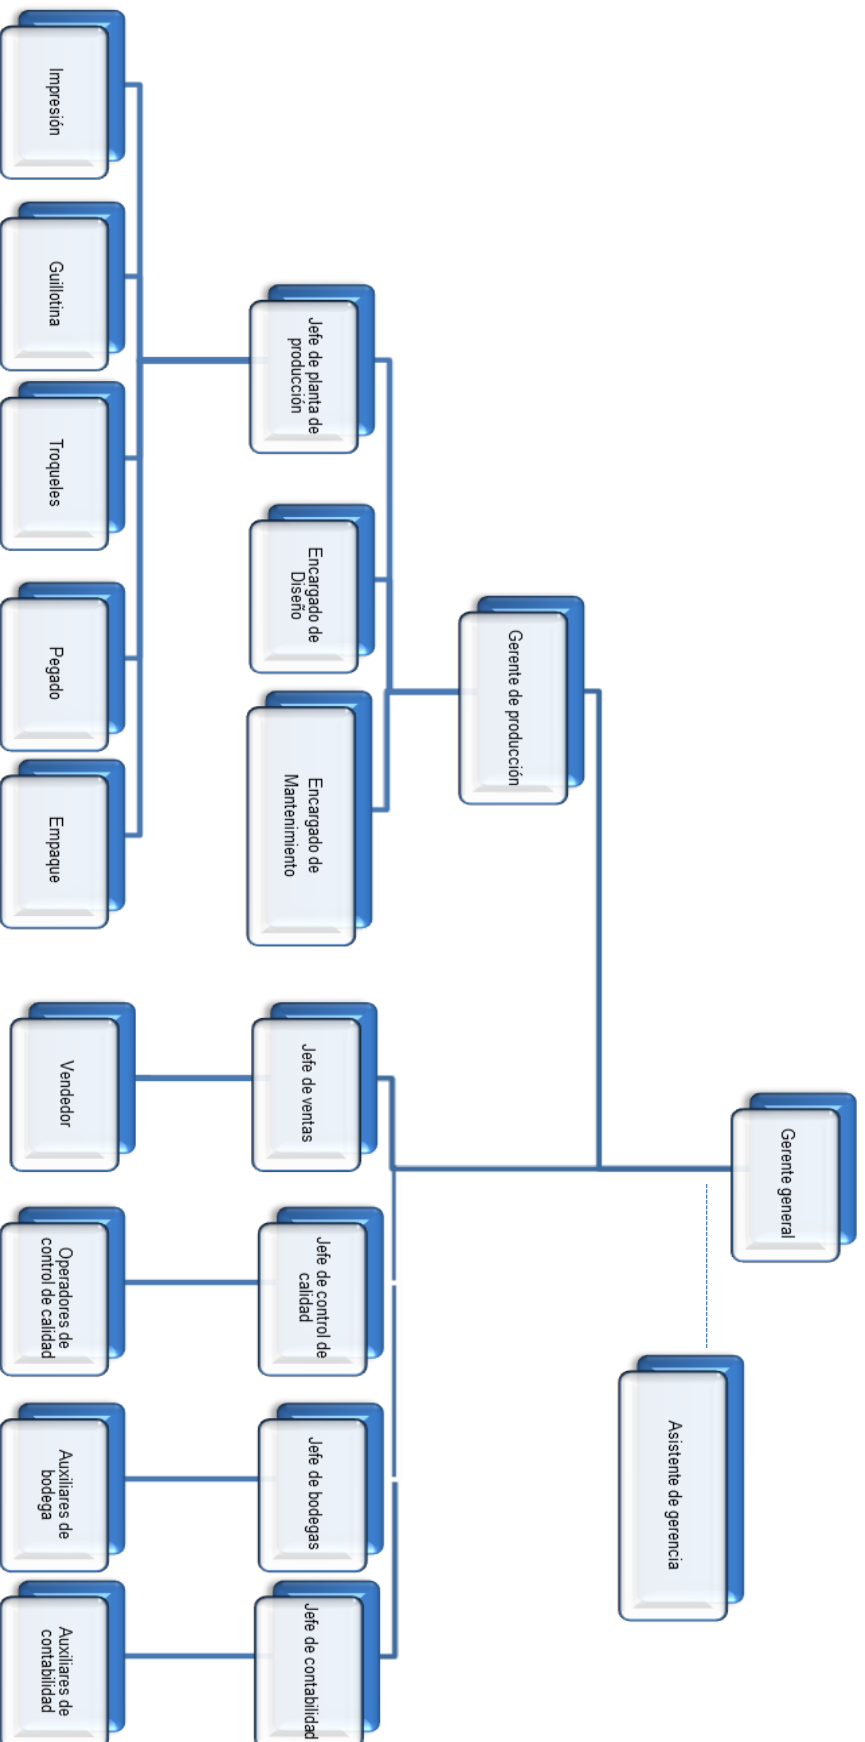 Gerente general
Asistente de gerencia
Gerente de producción
Jefe de planta de
producción
Encargado de
Diseño
Encargado de
Mantenimiento
Jefe de ventas
Jefe de control de
calidad
Jefe de bodegas
Jefe de contabilidad
Impresión
Guillotina
Troqueles
Pegado
Empaque
Vendedor
Operadores de
control de calidad
Auxiliares de
bodega
Auxiliares de
contabilidad